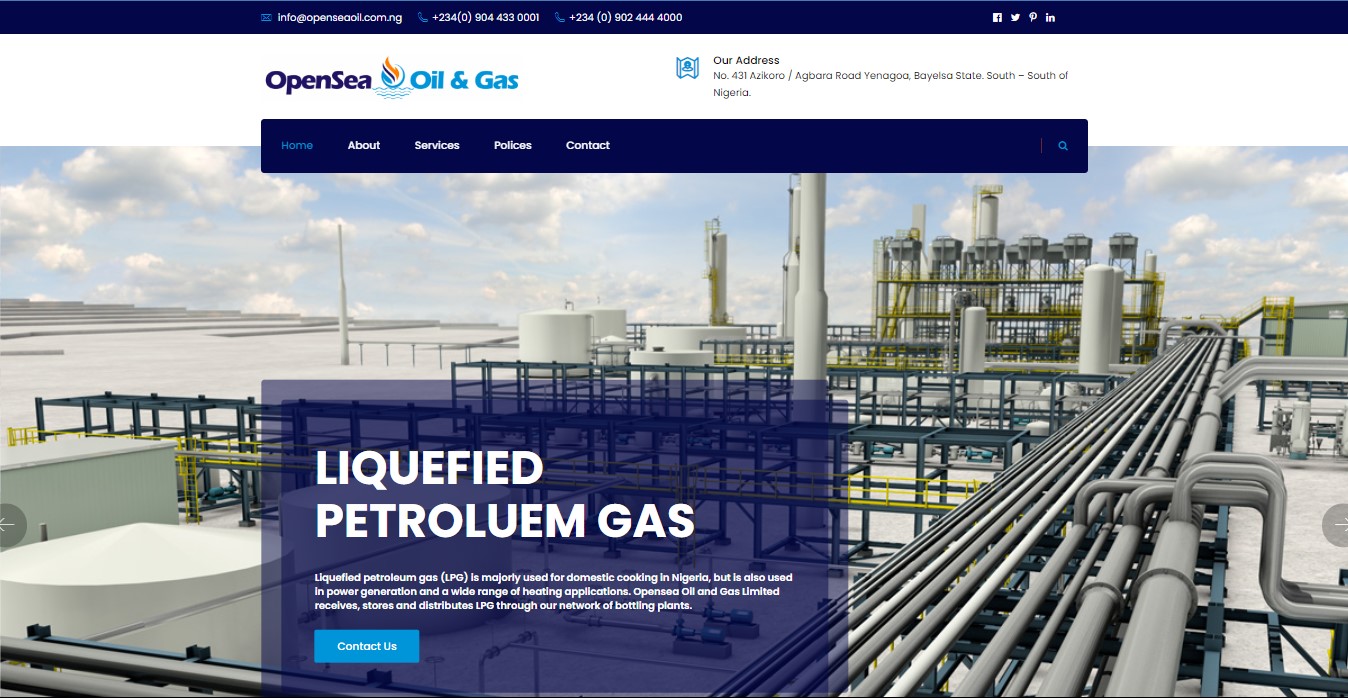 info@openseaoil.com.ng +234(0) 904 433 0001 +234 (0) 902 444 4000
OpenSea Oil & Gas
Our Address
No. 431 Azikoro / Agbara Road Yenagoa, Bayelsa State. South – South of
Nigeria.
Home About Services Polices Contact
LIQUEFIED
PETROLUEM GAS
Liquefied petroleum gas (LPG) is majorly used for domestic cooking in Nigeria, but is also used
in power generation and a wide range of heating applications. Opensea Oil and Gas Limited
receives, stores and distributes LPG through our network of bottling plants.
Contact Us